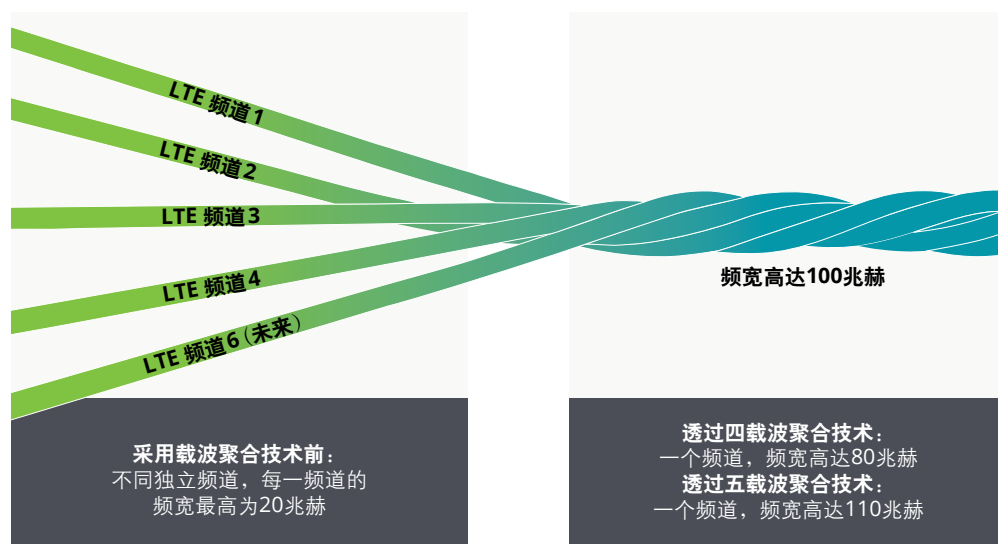 LTE 频道1
LTE 频道2
LTE 频道3
LTE 频道4
LTE 频道6（未来）
频宽高达100兆赫
采用载波聚合技术前：
不同独立频道，每一频道的
频宽最高为20兆赫
透过四载波聚合技术：
一个频道，频宽高达80兆赫
透过五载波聚合技术：
一个频道，频宽高达110兆赫